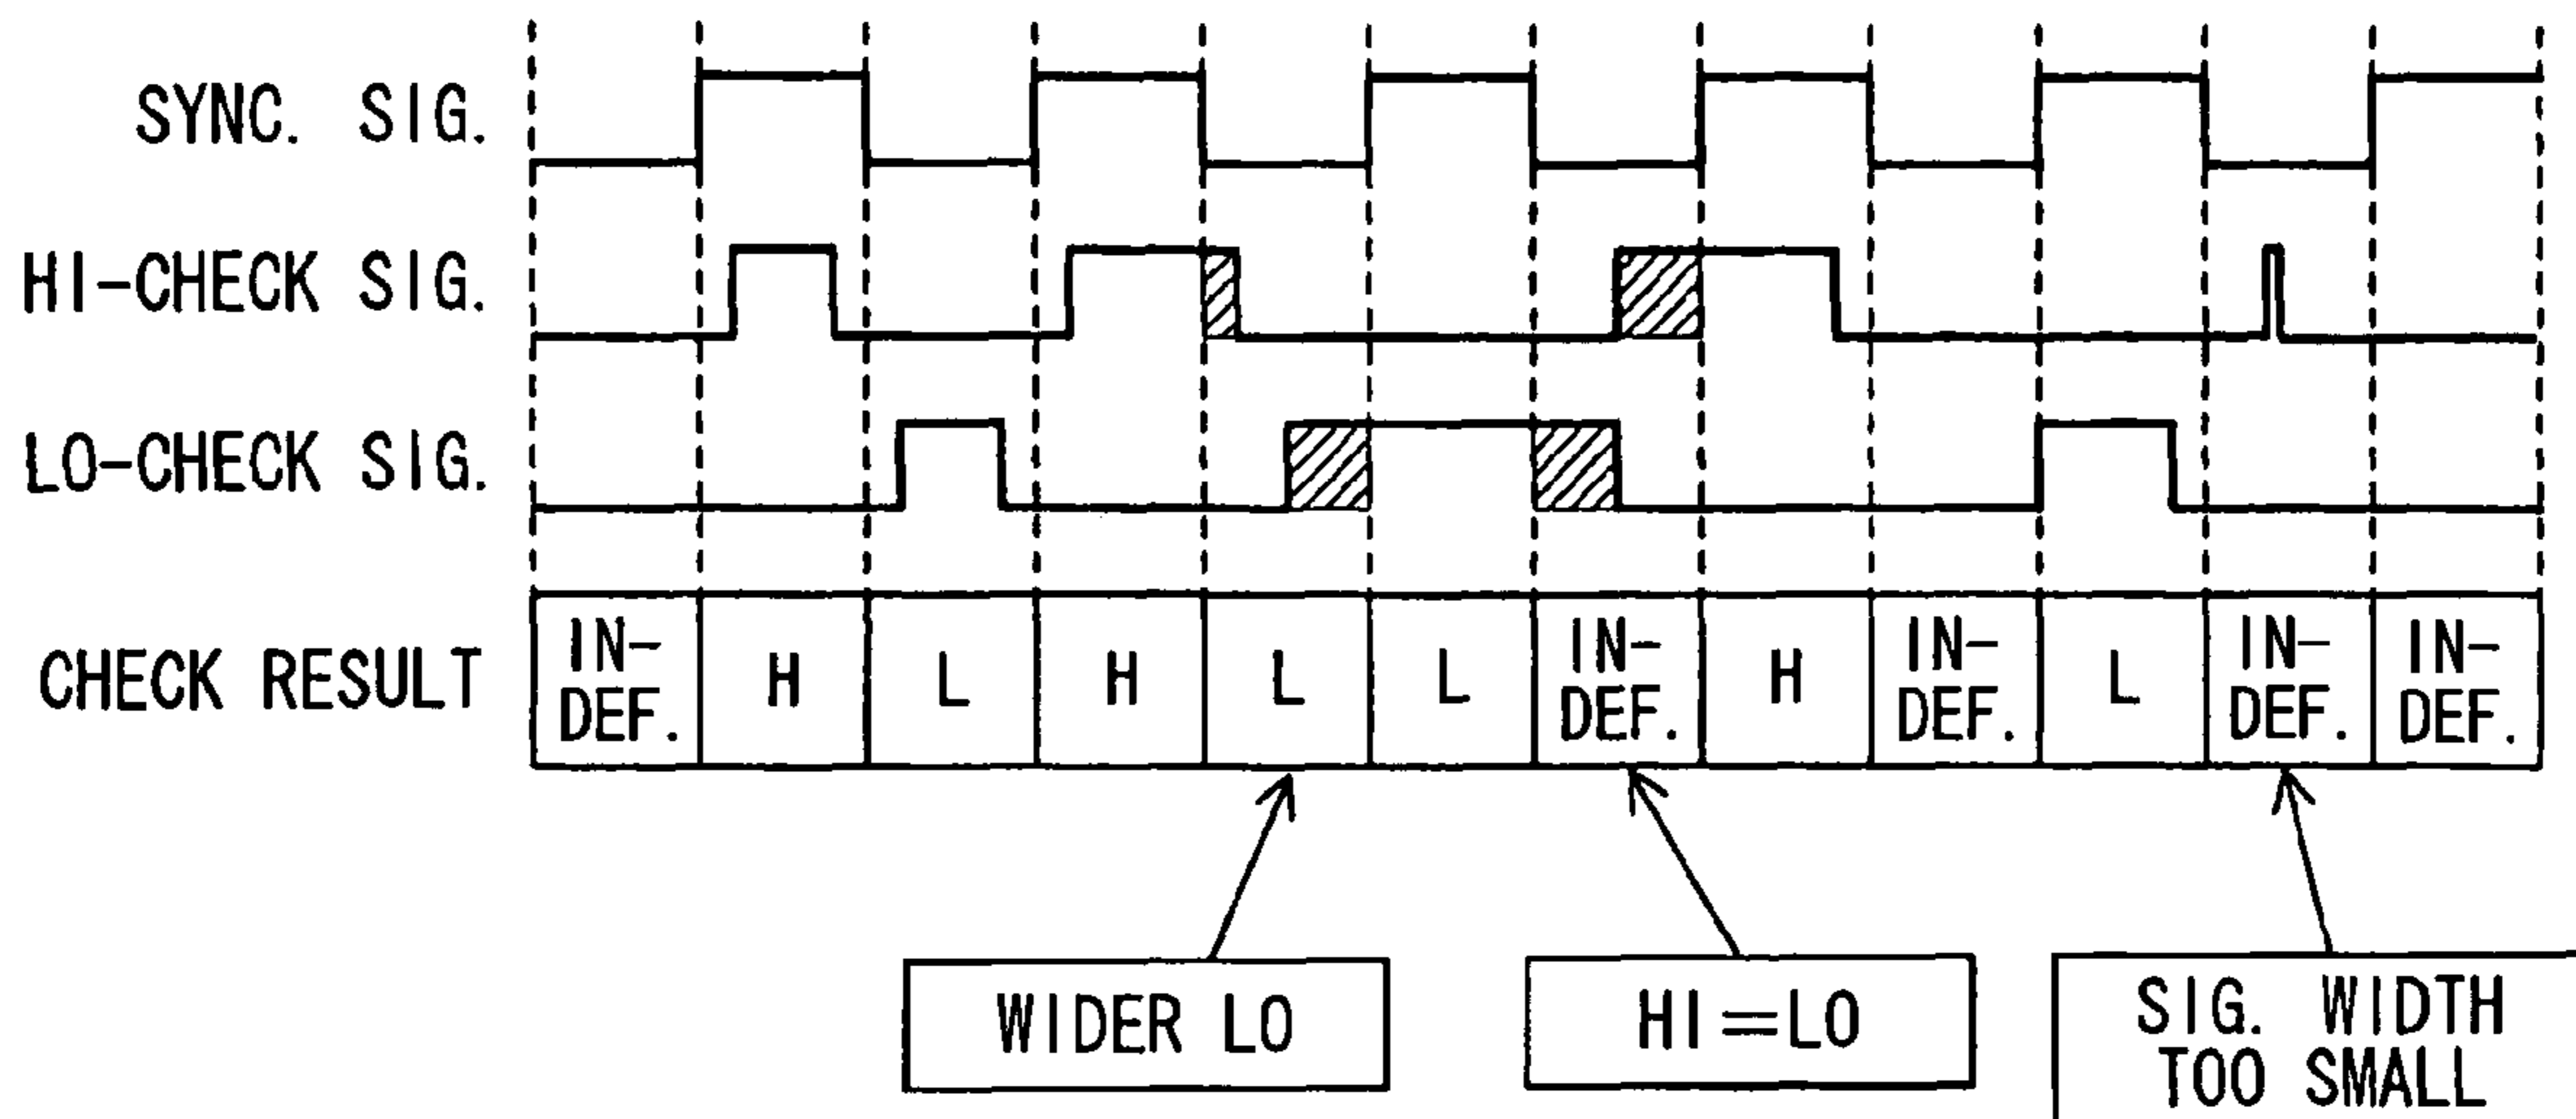 SYNC. SIG.
HI-CHECK SIG.
LO-CHECK SIG.
CHECK RESULT
IN-DEF.
H
L
H
L
L
IN-DEF.
H
IN-DEF.
L
IN-DEF.
IN-DEF.
WIDER LO
HI=LO
SIG. WIDTH
TOO SMALL